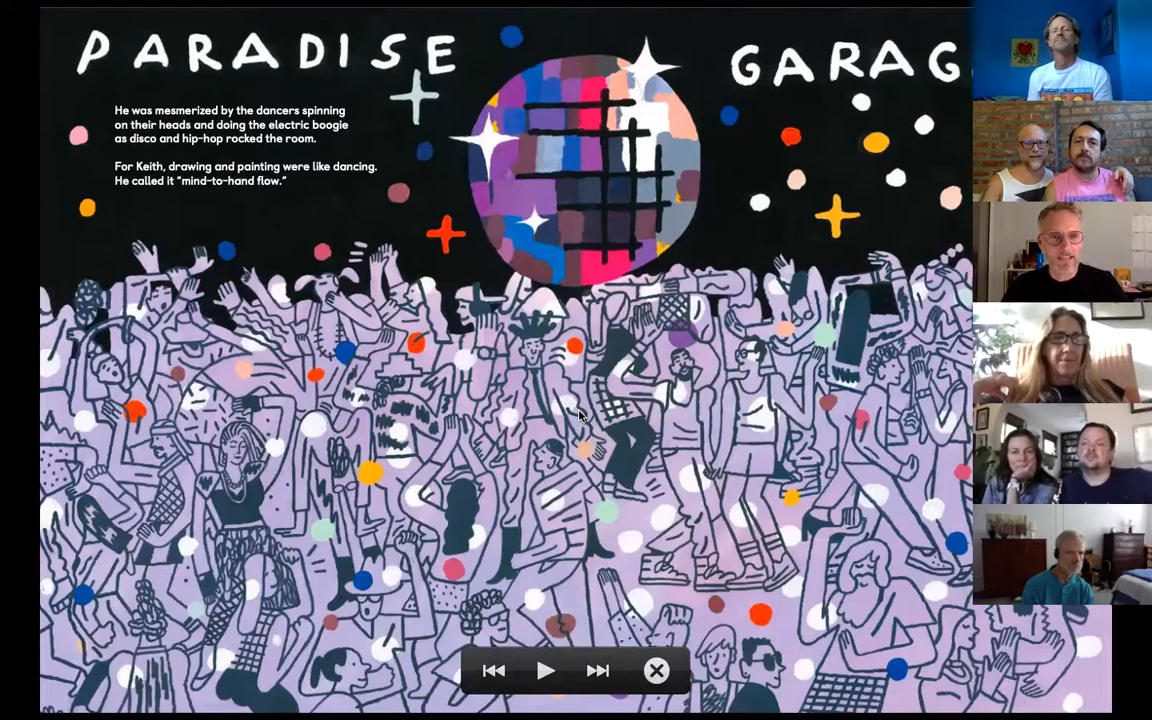 PARADISE GARAG
He was mesmerized by the dancers spinning
on their heads and doing the electric boogie
as disco and hip-hop rocked the room.
For Keith, drawing and painting were like dancing.
He called it “mind-to-hand flow.”